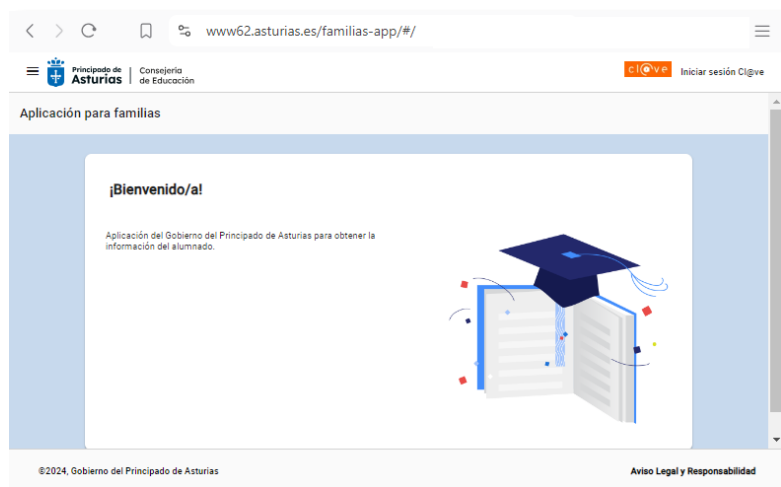 www62.asturias.es/familias-app/#/
Principado de Asturias
Consejería de Educación
cl@ve
Iniciar sesión Cl@ve
Aplicación para familias
¡Bienvenido/a!
Aplicación del Gobierno del Principado de Asturias para obtener la
información del alumnado.
©2024, Gobierno del Principado de Asturias
Aviso Legal y Responsabilidad